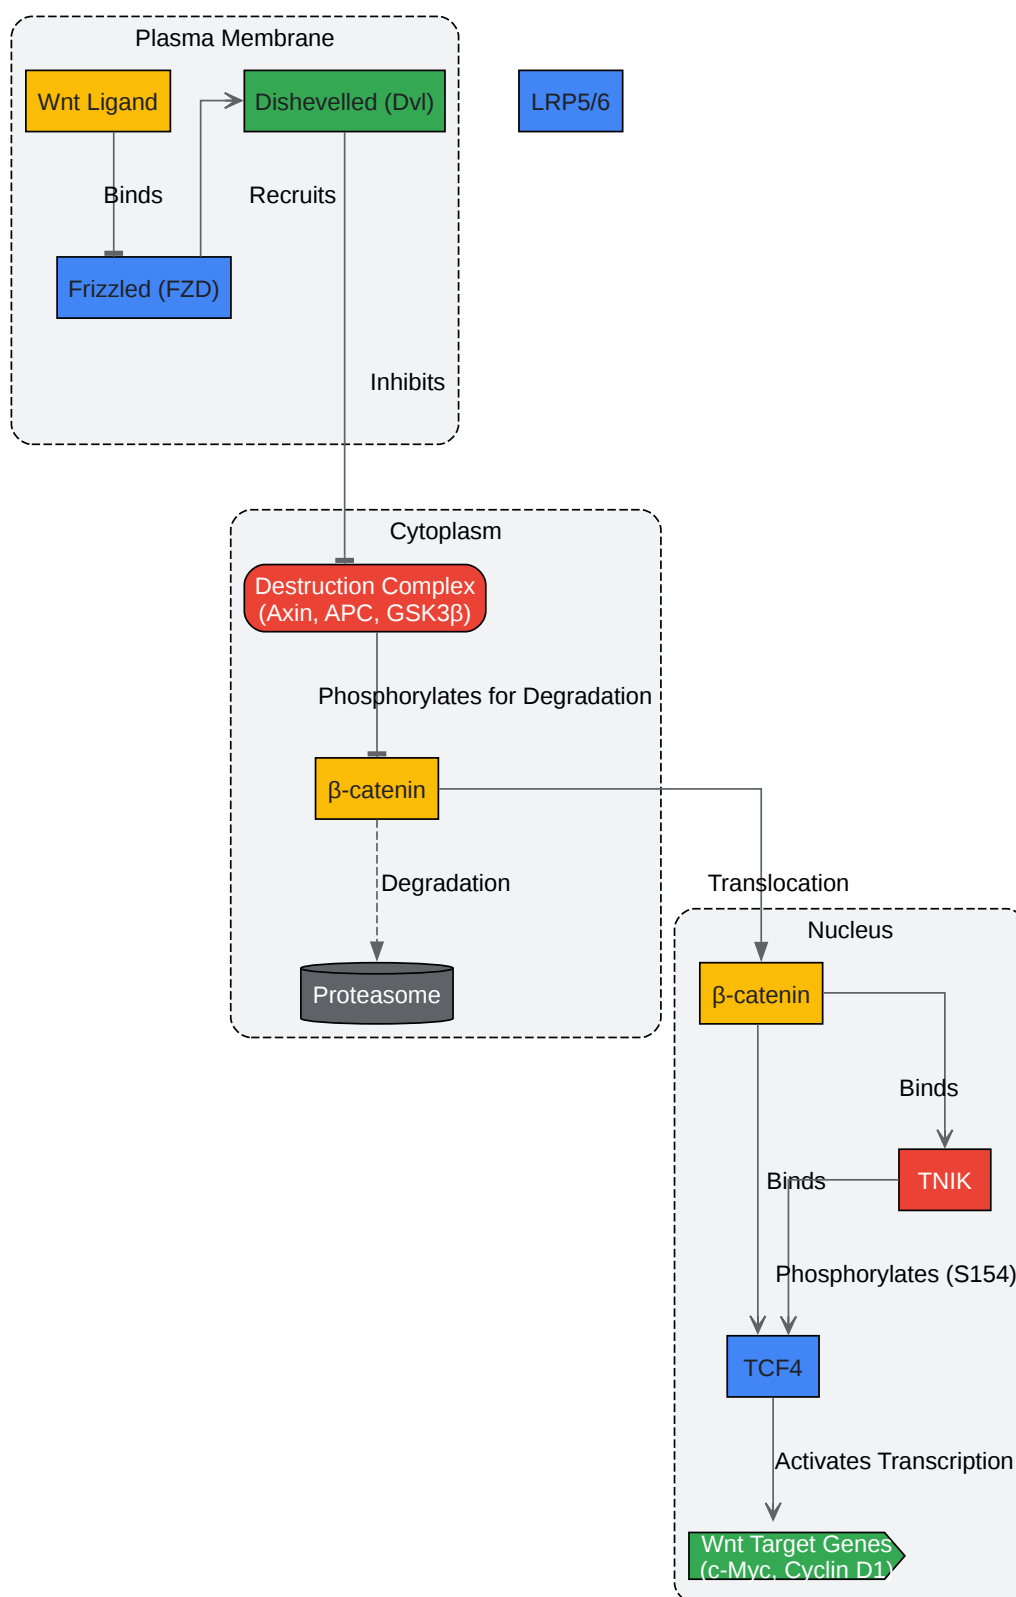 Plasma Membrane
Wnt Ligand
Dishevelled (Dvl)
LRP5/6
Binds
Recruits
Frizzled (FZD)
Inhibits
Cytoplasm
Destruction Complex
(Axin, APC, GSK3β)
Phosphorylates for Degradation
β-catenin
Degradation
Translocation
Nucleus
Proteasome
β-catenin
Binds
Binds
TNIK
Phosphorylates (S154)
TCF4
Activates Transcription
Wnt Target Genes
(c-Myc, Cyclin D1)